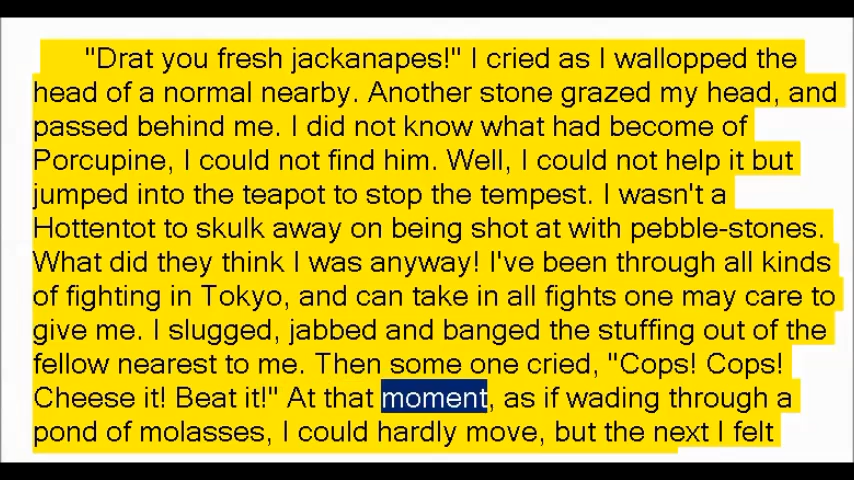 "Drat you fresh jackanapes!" I cried as I wallopped the
head of a normal nearby. Another stone grazed my head, and
passed behind me. I did not know what had become of
Porcupine, I could not find him. Well, I could not help it but
jumped into the teapot to stop the tempest. I wasn't a
Hottentot to skulk away on being shot at with pebble-stones.
What did they think I was anyway! I've been through all kinds
of fighting in Tokyo, and can take in all fights one may care to
give me. I slugged, jabbed and banged the stuffing out of the
fellow nearest to me. Then some one cried, "Cops! Cops!
Cheese it! Beat it!" At that moment, as if wading through a
pond of molasses, I could hardly move, but the next I felt